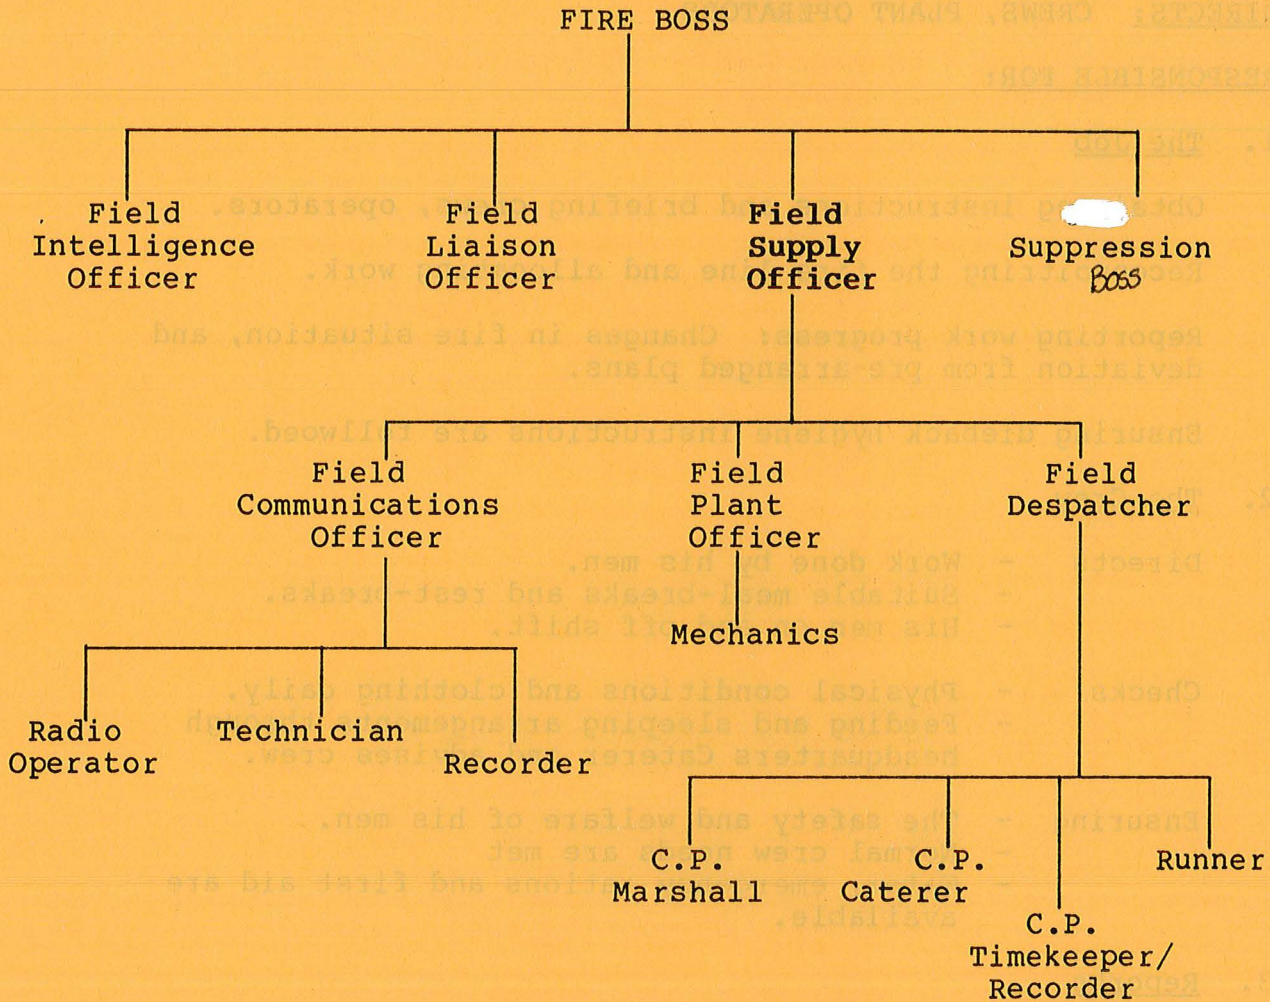 FIRE BOSS
Field
Intelligence
Officer
Field
Liaison
Officer
Field
Supply
Officer
Suppression
BOSS
Field
Communications
Officer
Field
Plant
Officer
Field
Despatcher
Mechanics
Radio
Operator
Technician
Recorder
C.P.
Marshall
C.P.
Caterer
C.P.
Timekeeper/
Recorder
Runner